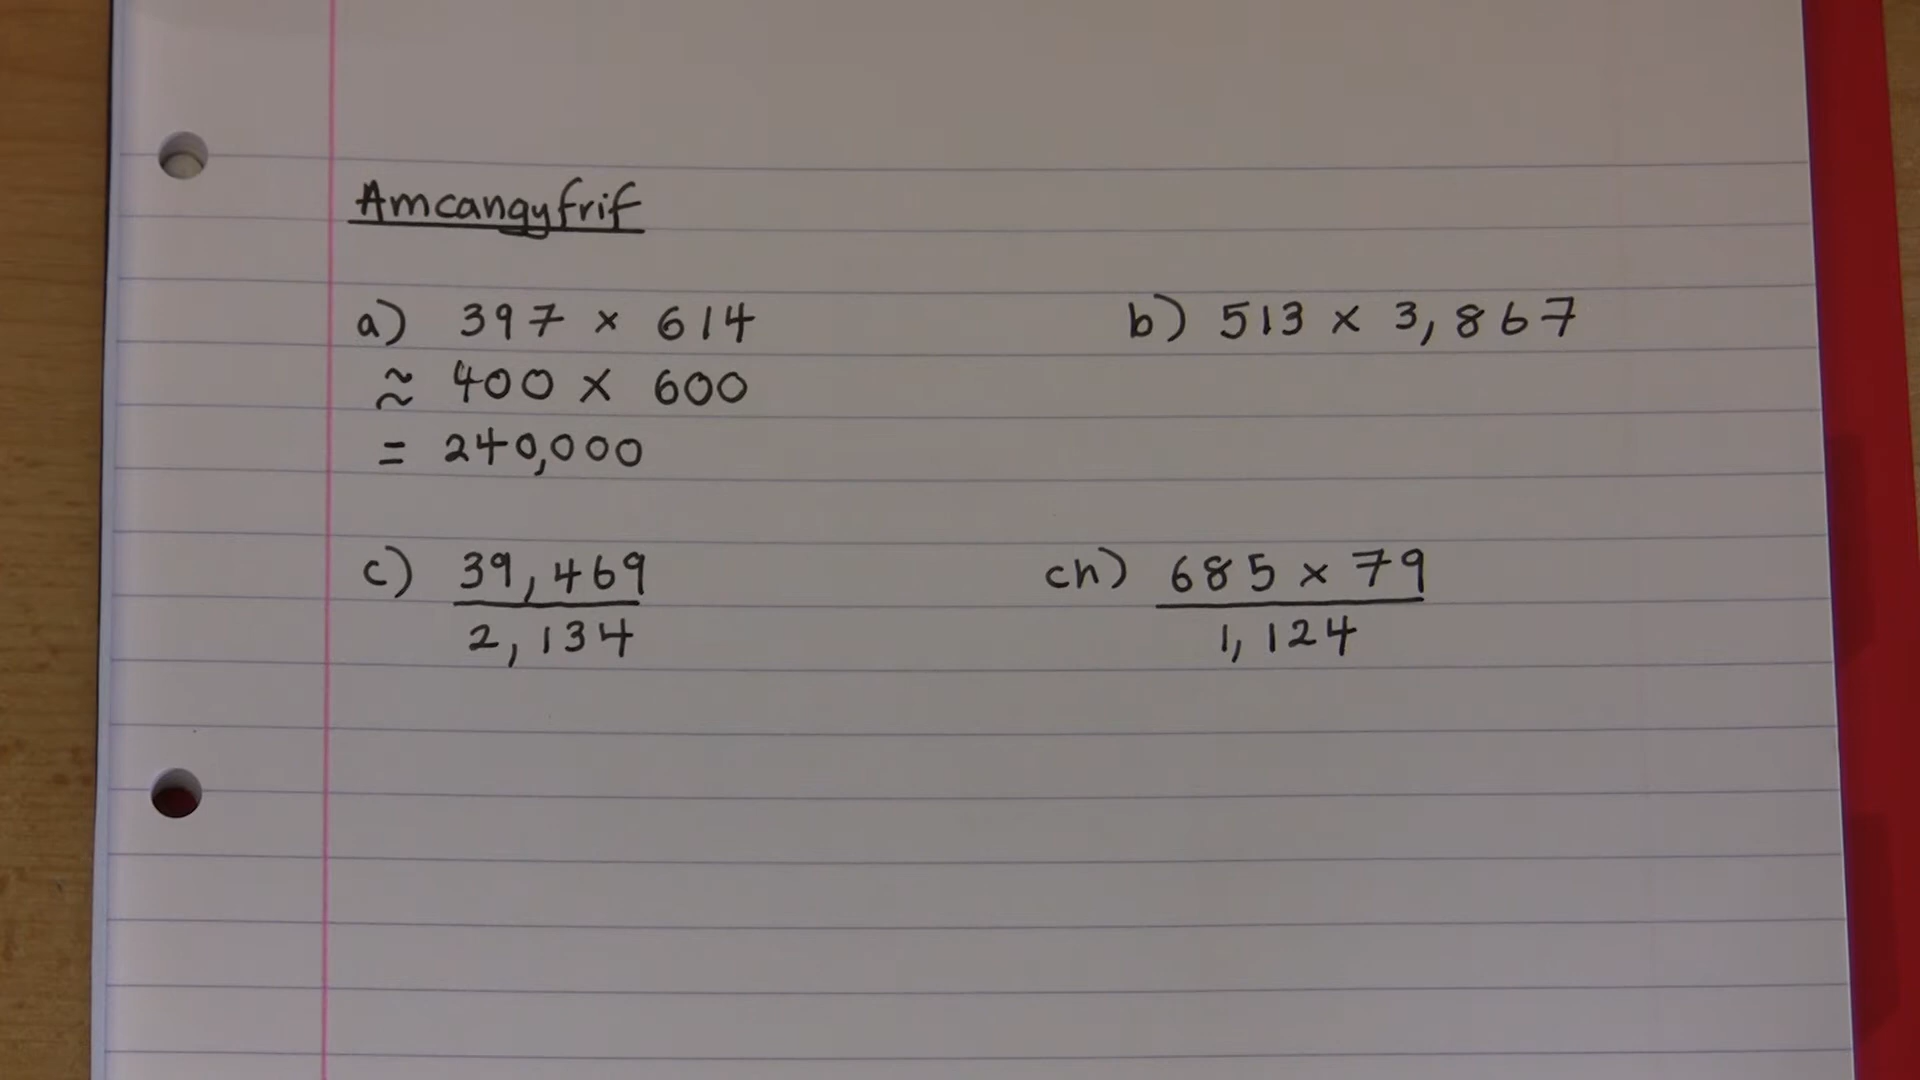 Amcangyfrif
a) 397 × 614
≈ 400 × 600
= 240,000
b) 513 × 3,867
c) 39,469
2,134
ch) 685 × 79
1,124